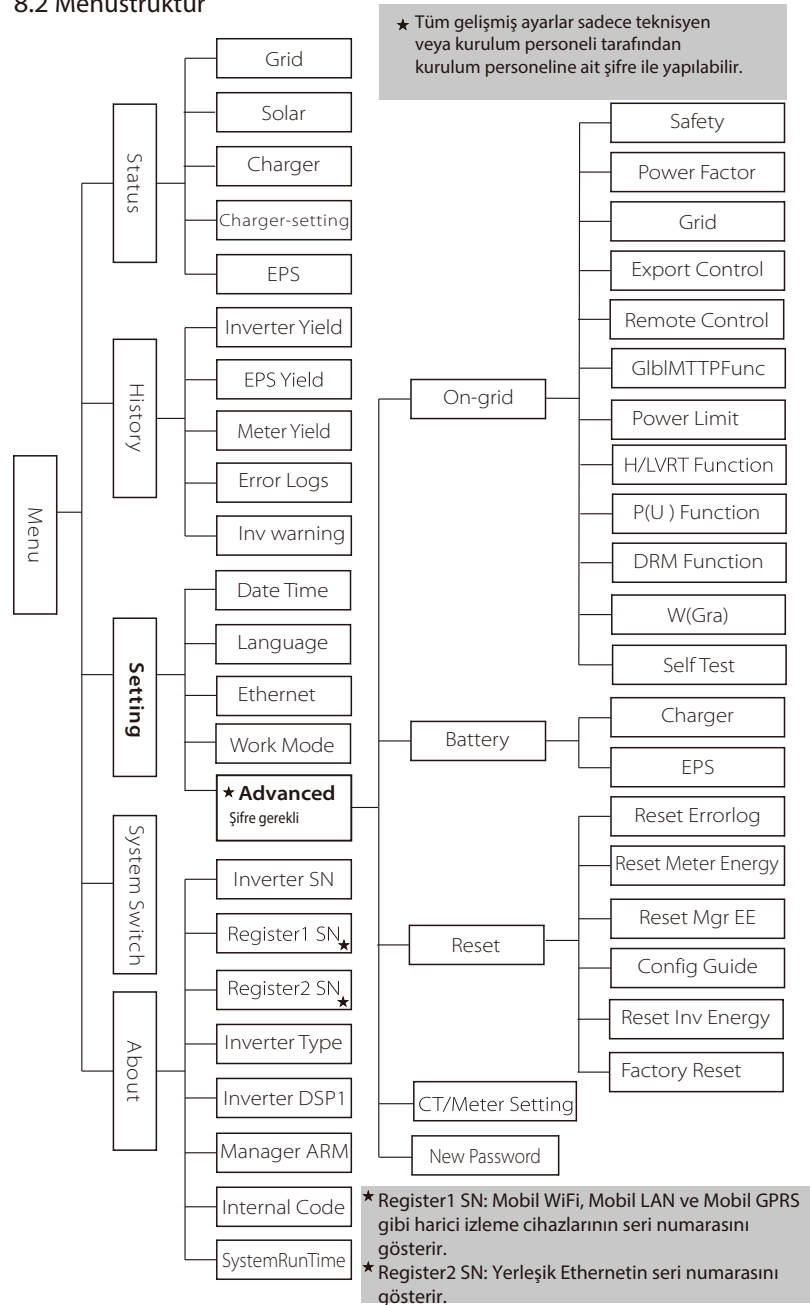 8.2 Menüstruktur
★ Tüm gelişmiş ayarlar sadece teknisyen
veya kurulum personeli tarafından
kurulum personeline ait şifre ile yapılabilir.
Menu
Status
Grid
Solar
Charger
Charger-setting
EPS
History
Inverter Yield
EPS Yield
Meter Yield
Error Logs
Inv warning
Setting
Date Time
Language
Ethernet
Work Mode
★ Advanced
Şifre gerekli
System Switch
About
Inverter SN
Register1 SN★
Register2 SN★
Inverter Type
Inverter DSP1
Manager ARM
Internal Code
SystemRunTime
On-grid
Safety
Power Factor
Grid
Export Control
Remote Control
GlblMTTPFunc
Power Limit
H/LVRT Function
P(U ) Function
DRM Function
W(Gra)
Self Test
Battery
Charger
EPS
Reset
Reset Errorlog
Reset Meter Energy
Reset Mgr EE
Config Guide
Reset Inv Energy
Factory Reset
CT/Meter Setting
New Password
★ Register1 SN: Mobil WiFi, Mobil LAN ve Mobil GPRS
gibi harici izleme cihazlarının seri numarasını
gösterir.
★ Register2 SN: Yerleşik Ethernetin seri numarasını
gösterir.